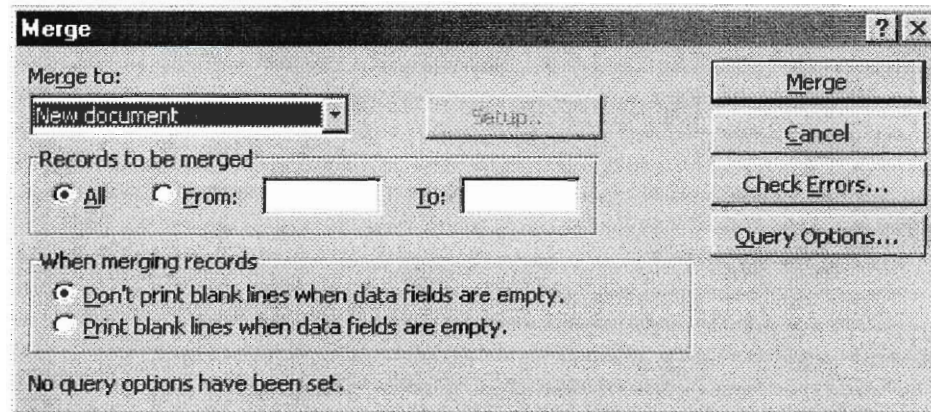 Merge
Merge to:
New document
Setup...
Records to be merged
All From: To:
When merging records
Don't print blank lines when data fields are empty.
Print blank lines when data fields are empty.
No query options have been set.
Merge
Cancel
Check Errors...
Query Options...